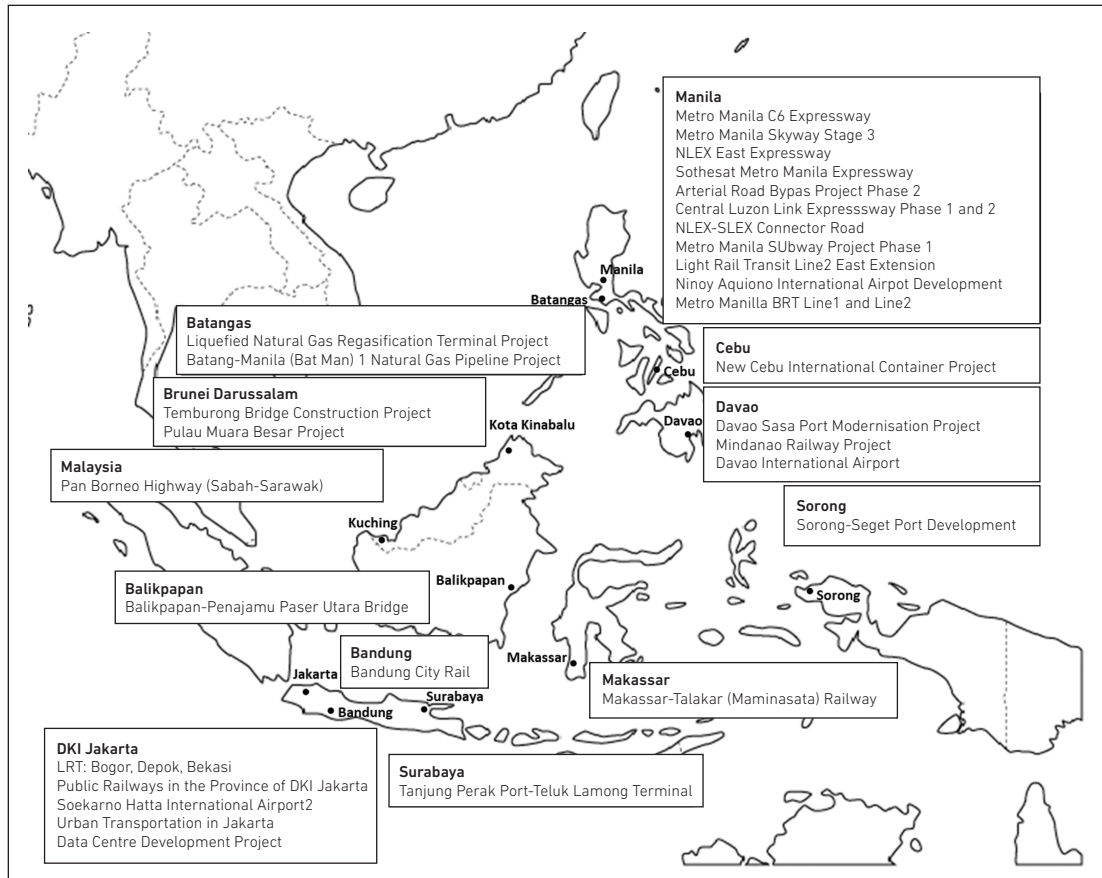 Manila
Metro Manila C6 Expressway
Metro Manila Skyway Stage 3
NLEX East Expressway
Sothesat Metro Manila Expressway
Arterial Road Bypas Project Phase 2
Central Luzon Link Expresssway Phase 1 and 2
NLEX-SLEX Connector Road
Metro Manila SUbway Project Phase 1
Light Rail Transit Line2 East Extension
Ninoy Aquiono International Airpot Development
Metro Manilla BRT Line1 and Line2
Manila
Batangas
Batangas
Liquefied Natural Gas Regasification Terminal Project
Batang-Manila (Bat Man) 1 Natural Gas Pipeline Project
Cebu
New Cebu International Container Project
Cebu
Brunei Darussalam
Temburong Bridge Construction Project
Pulau Muara Besar Project
Davao
Davao Sasa Port Modernisation Project
Mindanao Railway Project
Davao International Airport
Davao
Kota Kinabalu
Malaysia
Pan Borneo Highway (Sabah-Sarawak)
Sorong
Sorong-Seget Port Development
Kuching
Balikpapan
Balikpapan-Penajamu Paser Utara Bridge
Balikpapan
Sorong
Bandung
Bandung City Rail
Makassar
Makassar
Makassar-Talakar (Maminasata) Railway
Jakarta
Bandung
Surabaya
DKI Jakarta
LRT: Bogor, Depok, Bekasi
Public Railways in the Province of DKI Jakarta
Soekarno Hatta International Airport2
Urban Transportation in Jakarta
Data Centre Development Project
Surabaya
Tanjung Perak Port-Teluk Lamong Terminal